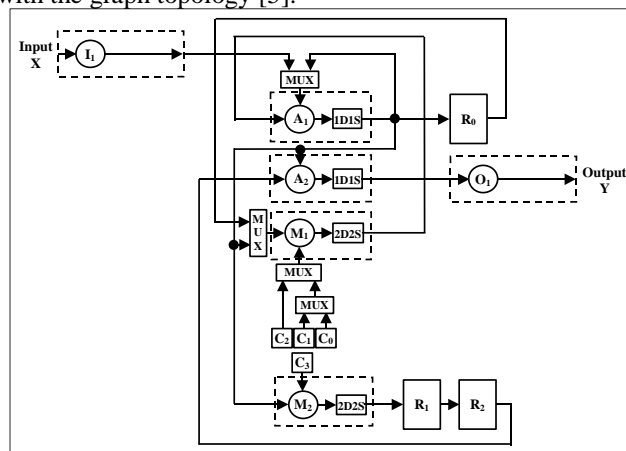 with the graph topology [5].
Input
X
I₁
MUX
A₁
1D1S
R₀
A₂
1D1S
O₁
Output
Y
MUX
M₁
2D2S
MUX
MUX
C₂ C₁ C₀
C₃
M₂
2D2S
R₁
R₂